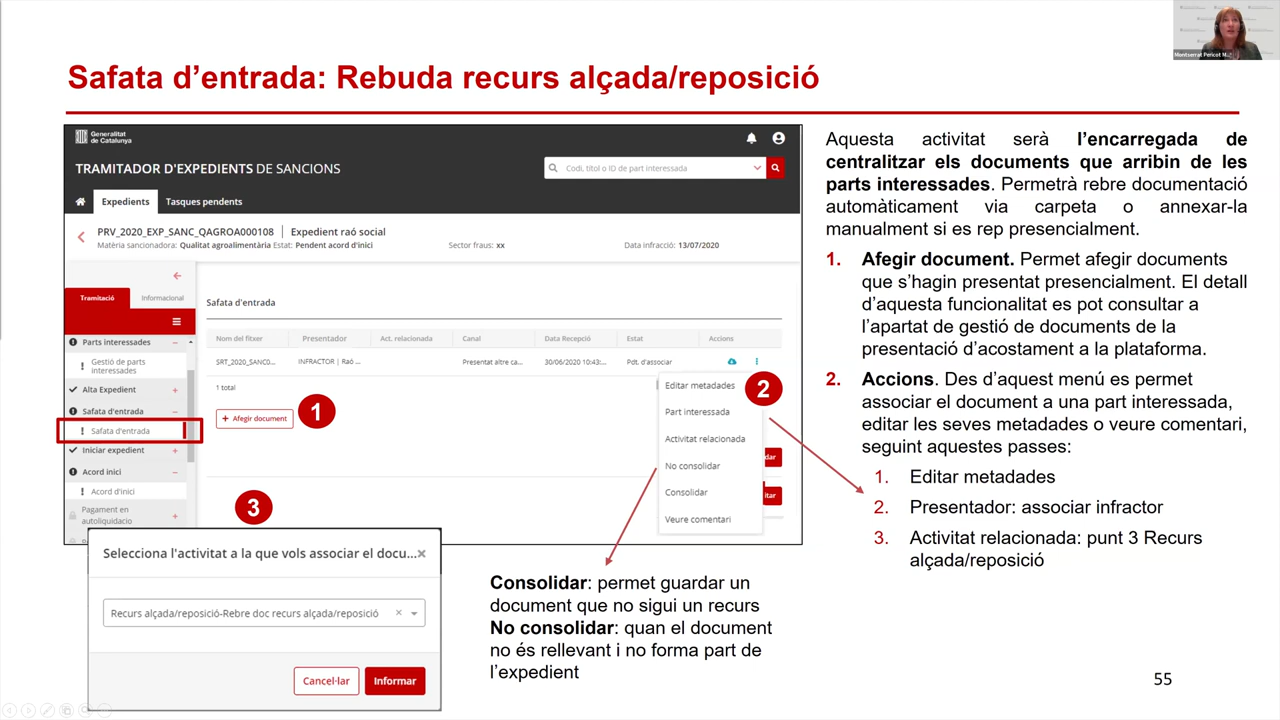 Montserrat Pericot M...
Safata d’entrada: Rebuda recurs alçada/reposició
Generalitat
de Catalunya
TRAMITADOR D'EXPEDIENTS DE SANCIONS
Codi, títol o ID de part interessada
Expedients
Tasques pendents
PRV_2020_EXP_SANC_QAGROA000108 | Expedient raó social
Matèria sancionadora: Qualitat agroalimentària Estat: Pendent acord d'inici
Sector fraus: xx
Data infracció: 13/07/2020
Tramitació
Informacional
Parts interessades
Gestió de parts
interessades
Alta Expedient
Safata d'entrada
Safata d'entrada
Iniciar expedient
Acord inici
Acord d'inici
Pagament en
autoliquidacio
Safata d'entrada
Nom del fitxer Presentador Act. relacionada Canal Data Recepció Estat Accions
SRT_2020_SANC0... INFRACTOR | Raó ... Presentat altre ca... 30/06/2020 10:43:... Pdt. d'associar
1 total
+ Afegir document
1
Editar metadades
Part interessada
Activitat relacionada
No consolidar
Consolidar
Veure comentari
2
dar
itar
3
Selecciona l'activitat a la que vols associar el docu... ×
Recurs alçada/reposició-Rebre doc recurs alçada/reposició ×
Cancel·lar
Informar
Consolidar: permet guardar un
document que no sigui un recurs
No consolidar: quan el document
no és rellevant i no forma part de
l’expedient
Aquesta activitat serà l’encarregada de
centralitzar els documents que arribin de les
parts interessades. Permetrà rebre documentació
automàticament via carpeta o annexar-la
manualment si es rep presencialment.
1. Afegir document. Permet afegir documents
que s’hagin presentat presencialment. El detall
d’aquesta funcionalitat es pot consultar a
l’apartat de gestió de documents de la
presentació d’acostament a la plataforma.
2. Accions. Des d’aquest menú es permet
associar el document a una part interessada,
editar les seves metadades o veure comentari,
seguint aquestes passes:
1. Editar metadades
2. Presentador: associar infractor
3. Activitat relacionada: punt 3 Recurs
alçada/reposició
55